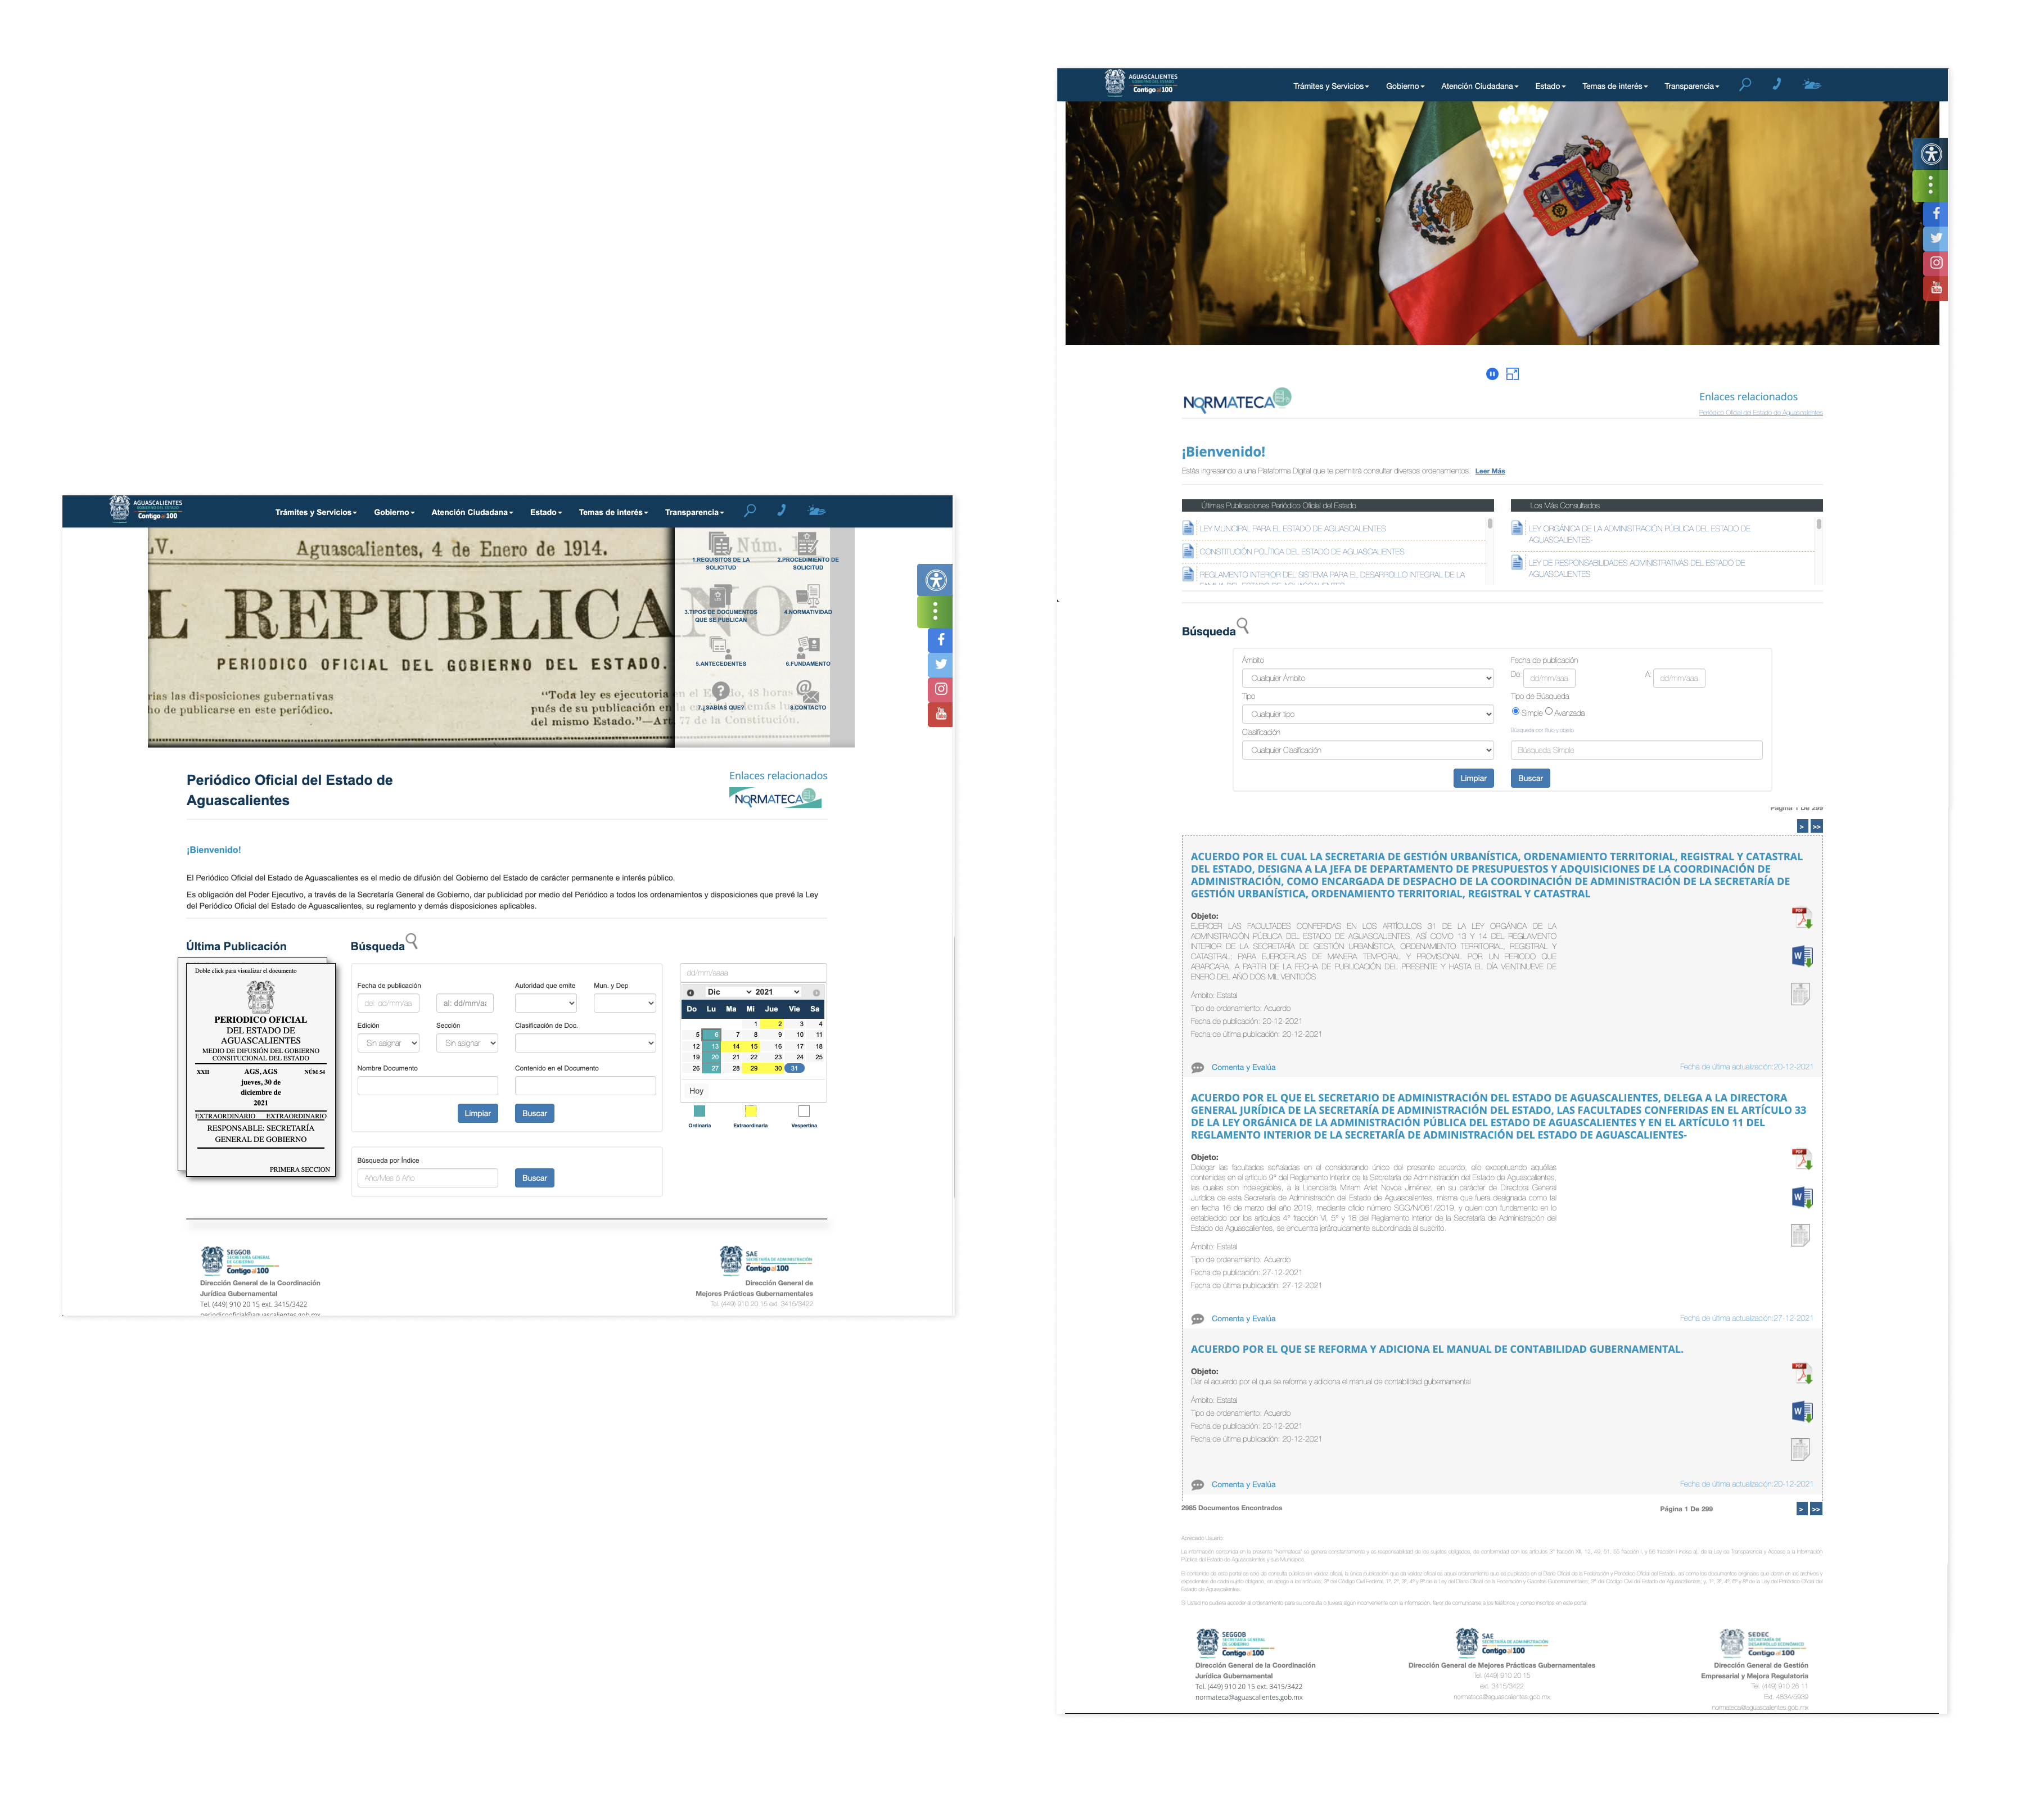 AGUASCALIENTES
GOBIERNO DEL ESTADO
Contigo al 100
Trámites y Servicios
Gobierno
Atención Ciudadana
Estado
Temas de interés
Transparencia
.V.
Aguascalientes, 4 de Enero de 1914.
Núm. 1
L REPUBLICANO
PERIODICO OFICIAL DEL GOBIERNO DEL ESTADO.
rias las disposiciones gubernativas
ho de publicarse en este periódico.
“Toda ley es ejecutoria en el Estado, 48 horas
pués de su publicación en la
del mismo Estado.”—Art. 77 de la Constitución.
1.REQUISITOS DE LA
SOLICITUD
2.PROCEDIMIENTO DE
SOLICITUD
3.TIPOS DE DOCUMENTOS
QUE SE PUBLICAN
4.NORMATIVIDAD
5.ANTECEDENTES
6.FUNDAMENTO
7.¿SABÍAS QUE?
8.CONTACTO
You
Tube
Periódico Oficial del Estado de
Aguascalientes
Enlaces relacionados
NORMATECA
¡Bienvenido!
El Periódico Oficial del Estado de Aguascalientes es el medio de difusión del Gobierno del Estado de carácter permanente e interés público.
Es obligación del Poder Ejecutivo, a través de la Secretaría General de Gobierno, dar publicidad por medio del Periódico a todos los ordenamientos y disposiciones que prevé la Ley
del Periódico Oficial del Estado de Aguascalientes, su reglamento y demás disposiciones aplicables.
Última Publicación
Doble click para visualizar el documento
PERIODICO OFICIAL
DEL ESTADO DE
AGUASCALIENTES
MEDIO DE DIFUSIÓN DEL GOBIERNO
CONSITUCIONAL DEL ESTADO
XXII
AGS, AGS
NÚM 54
jueves, 30 de
diciembre de
2021
EXTRAORDINARIO
EXTRAORDINARIO
RESPONSABLE: SECRETARÍA
GENERAL DE GOBIERNO
PRIMERA SECCION
Búsqueda
Fecha de publicación
Autoridad que emite
Mun. y Dep
del: dd/mm/aa
al: dd/mm/a
Edición
Sección
Clasificación de Doc.
Sin asignar
Sin asignar
Nombre Documento
Contenido en el Documento
Limpiar
Buscar
Búsqueda por Índice
Año/Mes ó Año
Buscar
dd/mm/aaaa
Dic
2021
Do Lu Ma Mi Jue Vie Sa
1 2 3 4
5 6 7 8 9 10 11
12 13 14 15 16 17 18
19 20 21 22 23 24 25
26 27 28 29 30 31
Hoy
Ordinaria
Extraordinaria
Vespertina
SEGGOB
SECRETARÍA GENERAL
DE GOBIERNO
Contigo al 100
Dirección General de la Coordinación
Jurídica Gubernamental
Tel. (449) 910 20 15 ext. 3415/3422
periodicooficial@aguascalientes.gob.mx
SAE
SECRETARÍA DE ADMINISTRACIÓN
Contigo al 100
Dirección General de
Mejores Prácticas Gubernamentales
Tel. (449) 910 20 15 ext. 3415/3422
AGUASCALIENTES
GOBIERNO DEL ESTADO
Contigo al 100
Trámites y Servicios
Gobierno
Atención Ciudadana
Estado
Temas de interés
Transparencia
You
Tube
NORMATECA
Enlaces relacionados
Periódico Oficial del Estado de Aguascalientes
¡Bienvenido!
Estás ingresando a una Plataforma Digital que te permitirá consultar diversos ordenamientos. Leer Más
Últimas Publicaciones Periódico Oficial del Estado
LEY MUNICIPAL PARA EL ESTADO DE AGUASCALIENTES
CONSTITUCIÓN POLÍTICA DEL ESTADO DE AGUASCALIENTES
REGLAMENTO INTERIOR DEL SISTEMA PARA EL DESARROLLO INTEGRAL DE LA
FAMILIA DEL ESTADO DE AGUASCALIENTES
Los Más Consultados
LEY ORGÁNICA DE LA ADMINISTRACIÓN PÚBLICA DEL ESTADO DE
AGUASCALIENTES-
LEY DE RESPONSABILIDADES ADMINISTRATIVAS DEL ESTADO DE
AGUASCALIENTES
Búsqueda
Ámbito
Cualquier Ámbito
Tipo
Cualquier tipo
Clasificación
Cualquier Clasificación
Fecha de publicación
De: dd/mm/aaa
A: dd/mm/aaa
Tipo de Búsqueda
Simple Avanzada
Búsqueda por título y objeto
Búsqueda Simple
Limpiar
Buscar
Página 1 De 299
> >>
ACUERDO POR EL CUAL LA SECRETARIA DE GESTIÓN URBANÍSTICA, ORDENAMIENTO TERRITORIAL, REGISTRAL Y CATASTRAL
DEL ESTADO, DESIGNA A LA JEFA DE DEPARTAMENTO DE PRESUPUESTOS Y ADQUISICIONES DE LA COORDINACIÓN DE
ADMINISTRACIÓN, COMO ENCARGADA DE DESPACHO DE LA COORDINACIÓN DE ADMINISTRACIÓN DE LA SECRETARÍA DE
GESTIÓN URBANÍSTICA, ORDENAMIENTO TERRITORIAL, REGISTRAL Y CATASTRAL
Objeto:
EJERCER LAS FACULTADES CONFERIDAS EN LOS ARTÍCULOS 31 DE LA LEY ORGÁNICA DE LA
ADMINISTRACIÓN PÚBLICA DEL ESTADO DE AGUASCALIENTES, ASÍ COMO 13 Y 14 DEL REGLAMENTO
INTERIOR DE LA SECRETARÍA DE GESTIÓN URBANÍSTICA, ORDENAMIENTO TERRITORIAL, REGISTRAL Y
CATASTRAL; PARA EJERCERLAS DE MANERA TEMPORAL Y PROVISIONAL POR UN PERIODO QUE
ABARCARA, A PARTIR DE LA FECHA DE PUBLICACIÓN DEL PRESENTE Y HASTA EL DÍA VEINTINUEVE DE
ENERO DEL AÑO DOS MIL VEINTIDÓS
Ámbito: Estatal
Tipo de ordenamiento: Acuerdo
Fecha de publicación: 20-12-2021
Fecha de última publicación: 20-12-2021
PDF
W
Comenta y Evalúa
Fecha de última actualización:20-12-2021
ACUERDO POR EL QUE EL SECRETARIO DE ADMINISTRACIÓN DEL ESTADO DE AGUASCALIENTES, DELEGA A LA DIRECTORA
GENERAL JURÍDICA DE LA SECRETARÍA DE ADMINISTRACIÓN DEL ESTADO, LAS FACULTADES CONFERIDAS EN EL ARTÍCULO 33
DE LA LEY ORGÁNICA DE LA ADMINISTRACIÓN PÚBLICA DEL ESTADO DE AGUASCALIENTES Y EN EL ARTÍCULO 11 DEL
REGLAMENTO INTERIOR DE LA SECRETARÍA DE ADMINISTRACIÓN DEL ESTADO DE AGUASCALIENTES-
Objeto:
Delegar las facultades señaladas en el considerando único del presente acuerdo, ello exceptuando aquéllas
contenidas en el artículo 9° del Reglamento Interior de la Secretaría de Administración del Estado de Aguascalientes,
las cuales son indelegables, a la Licenciada Miriam Ariet Novoa Jiménez, en su carácter de Directora General
Jurídica de esta Secretaría de Administración del Estado de Aguascalientes, misma que fuera designada como tal
en fecha 16 de marzo del año 2019, mediante oficio número SGG/N/061/2019, y quien con fundamento en lo
establecido por los artículos 4° fracción VI, 5° y 18 del Reglamento Interior de la Secretaría de Administración del
Estado de Aguascalientes, se encuentra jerárquicamente subordinada al suscrito.
Ámbito: Estatal
Tipo de ordenamiento: Acuerdo
Fecha de publicación: 27-12-2021
Fecha de última publicación: 27-12-2021
PDF
W
Comenta y Evalúa
Fecha de última actualización:27-12-2021
ACUERDO POR EL QUE SE REFORMA Y ADICIONA EL MANUAL DE CONTABILIDAD GUBERNAMENTAL.
Objeto:
Dar el acuerdo por el que se reforma y adiciona el manual de contabilidad gubernamental
Ámbito: Estatal
Tipo de ordenamiento: Acuerdo
Fecha de publicación: 20-12-2021
Fecha de última publicación: 20-12-2021
PDF
W
Comenta y Evalúa
Fecha de última actualización:20-12-2021
2985 Documentos Encontrados
Página 1 De 299
> >>
Apreciado Usuario:
SEGGOB
SECRETARÍA GENERAL
DE GOBIERNO
Contigo al 100
Dirección General de la Coordinación
Jurídica Gubernamental
Tel. (449) 910 20 15 ext. 3415/3422
normateca@aguascalientes.gob.mx
SAE
SECRETARÍA DE ADMINISTRACIÓN
Contigo al 100
Dirección General de Mejores Prácticas Gubernamentales
Tel. (449) 910 20 15
ext. 3415/3422
normateca@aguascalientes.gob.mx
SEDEC
SECRETARÍA DE
DESARROLLO ECONÓMICO
Contigo al 100
Dirección General de Gestión
Empresarial y Mejora Regulatoria
Tel. (449) 910 26 11
Ext. 4834/5939
normateca@aguascalientes.gob.mx